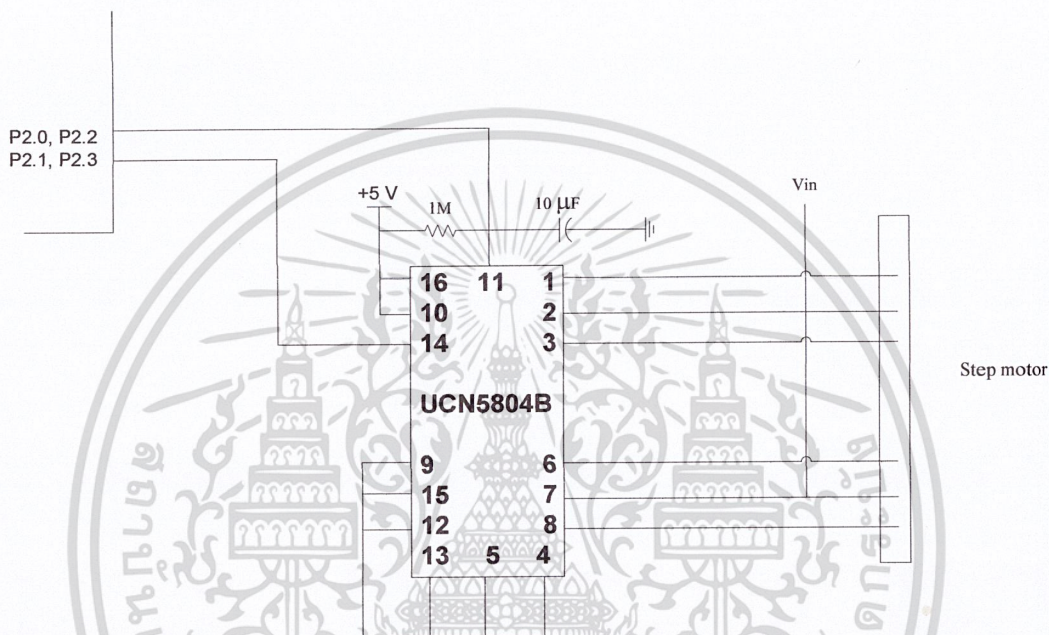 P2.0, P2.2
P2.1, P2.3
+5 V
1M
10 µF
Vin
16 11 1
10 2
14 3
Step motor
UCN5804B
9 6
15 7
12 8
13 5 4